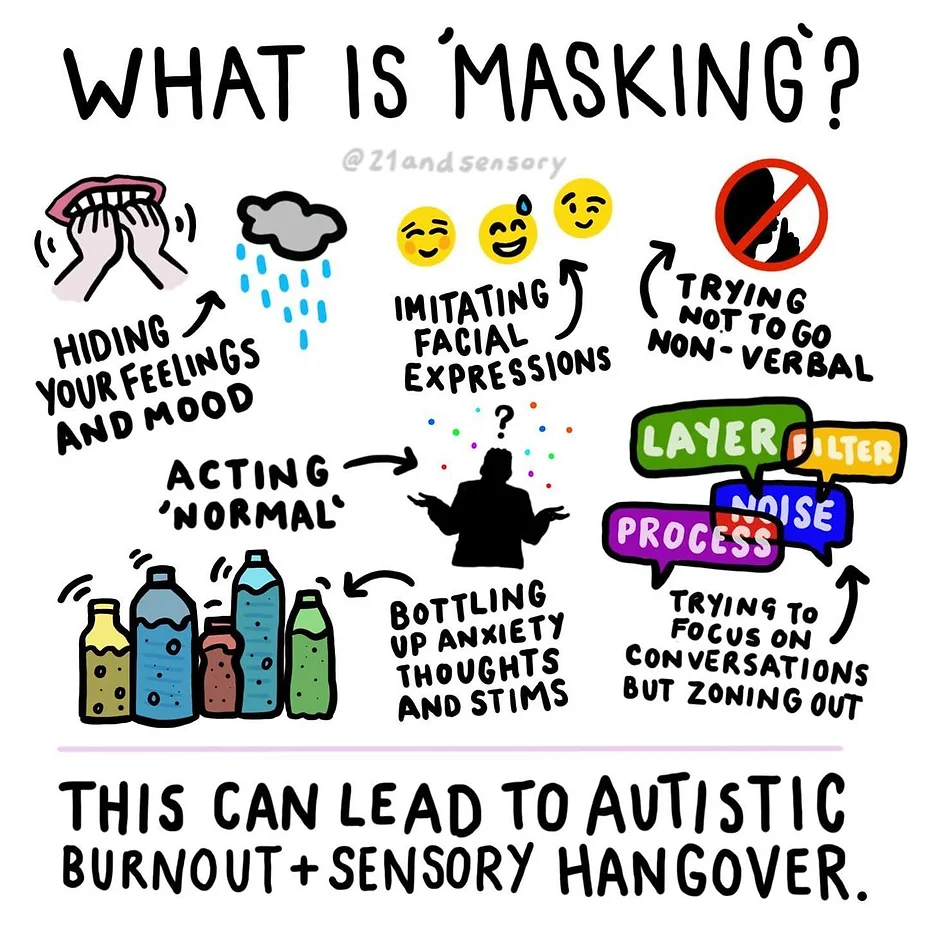 WHAT IS 'MASKING'?
@21andsensory
HIDING
YOUR FEELINGS
AND MOOD
IMITATING
FACIAL
EXPRESSIONS
TRYING
NOT TO GO
NON-VERBAL
?
ACTING
'NORMAL'
LAYER
FILTER
NOISE
PROCESS
BOTTLING
UP ANXIETY
THOUGHTS
AND STIMS
TRYING TO
FOCUS ON
CONVERSATIONS
BUT ZONING OUT
THIS CAN LEAD TO AUTISTIC
BURNOUT + SENSORY HANGOVER.